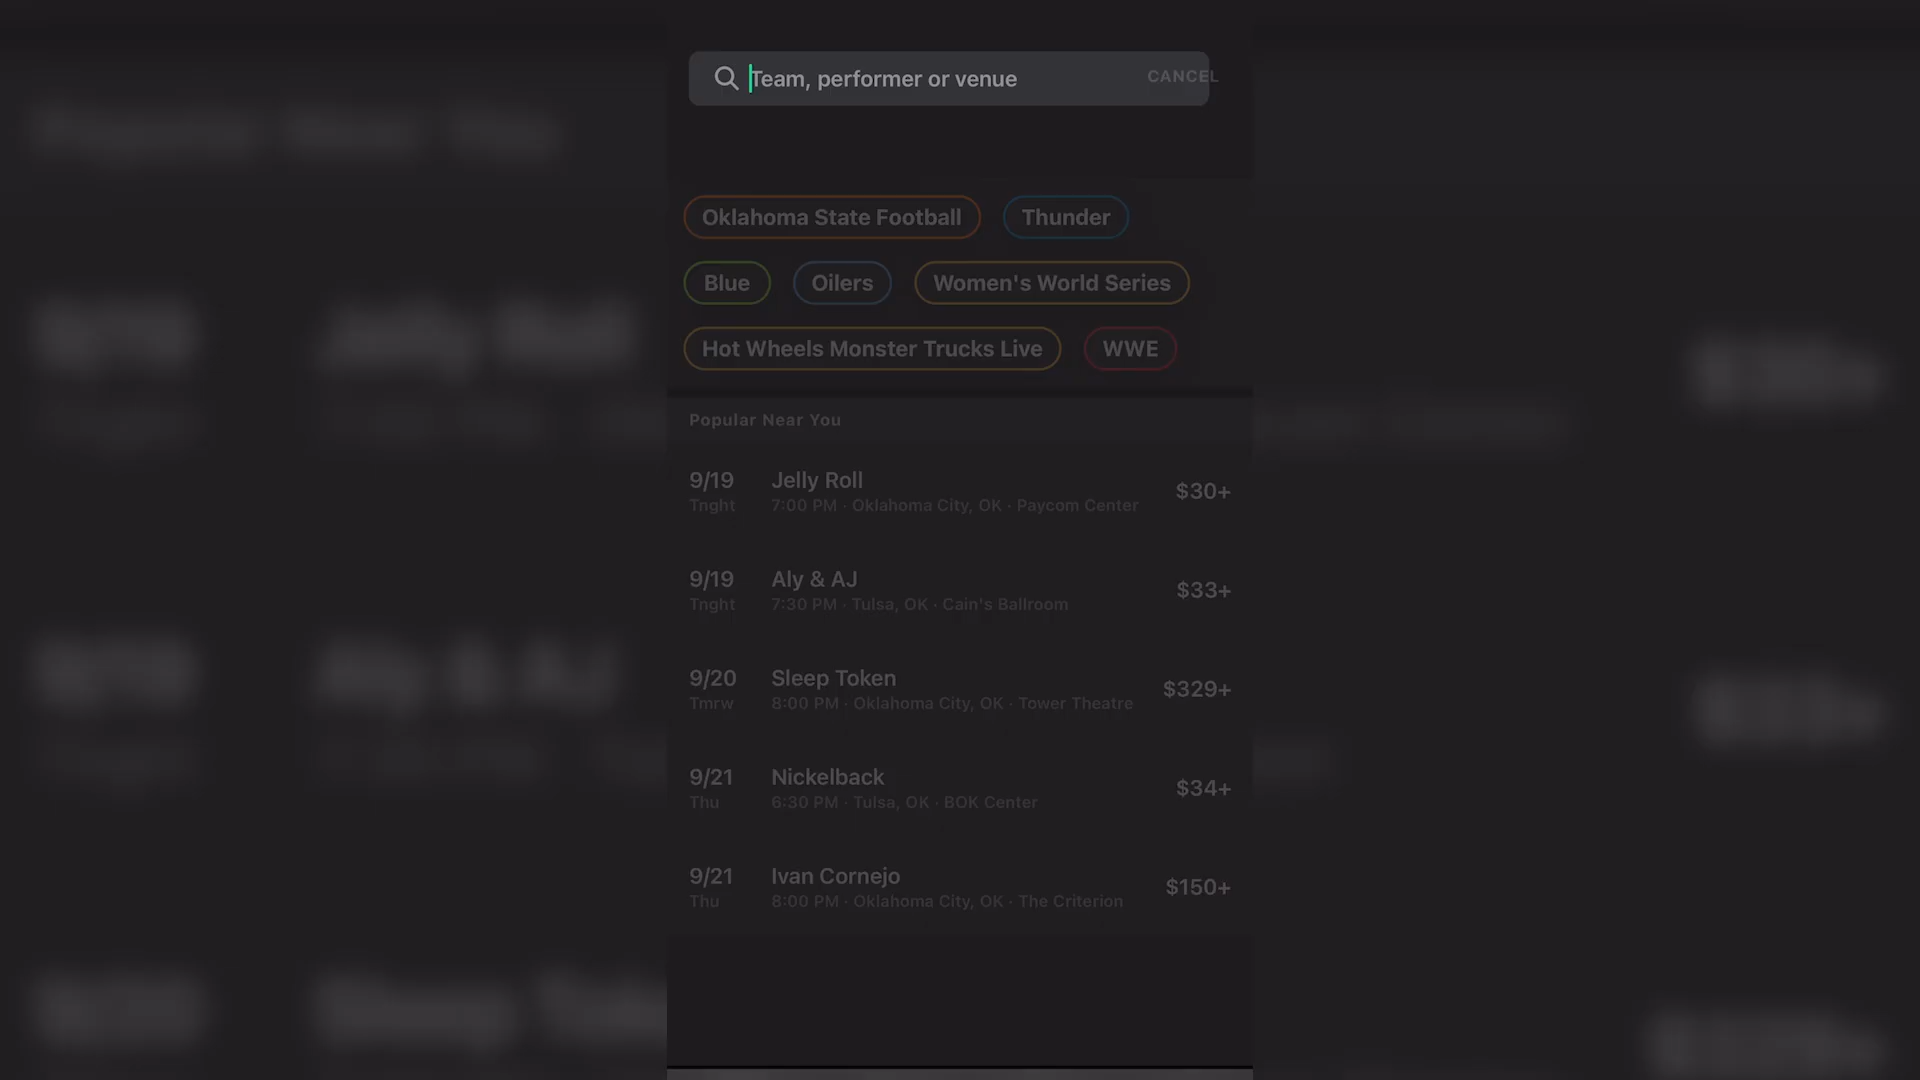 Team, performer or venue
CANCEL
Oklahoma State Football
Thunder
Blue
Oilers
Women's World Series
Hot Wheels Monster Trucks Live
WWE
Popular Near You
9/19
Jelly Roll
$30+
Tnght
7:00 PM · Oklahoma City, OK · Paycom Center
9/19
Aly & AJ
$33+
Tnght
7:30 PM · Tulsa, OK · Cain's Ballroom
9/20
Sleep Token
$329+
Tmrw
8:00 PM · Oklahoma City, OK · Tower Theatre
9/21
Nickelback
$34+
Thu
6:30 PM · Tulsa, OK · BOK Center
9/21
Ivan Cornejo
$150+
Thu
8:00 PM · Oklahoma City, OK · The Criterion